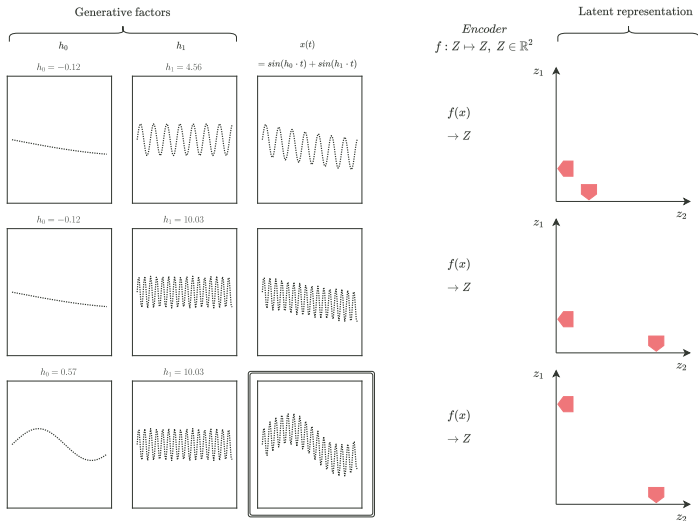 Generative factors
Encoder
Latent representation
h₀
h₁
x(t)
= sin(h₀ · t) + sin(h₁ · t)
f : Z ↦ Z, Z ∈ ℝ²
h₀ = −0.12
h₁ = 4.56
f(x)
→ Z
z₁
z₂
h₀ = −0.12
h₁ = 10.03
f(x)
→ Z
z₁
z₂
h₀ = 0.57
h₁ = 10.03
f(x)
→ Z
z₁
z₂